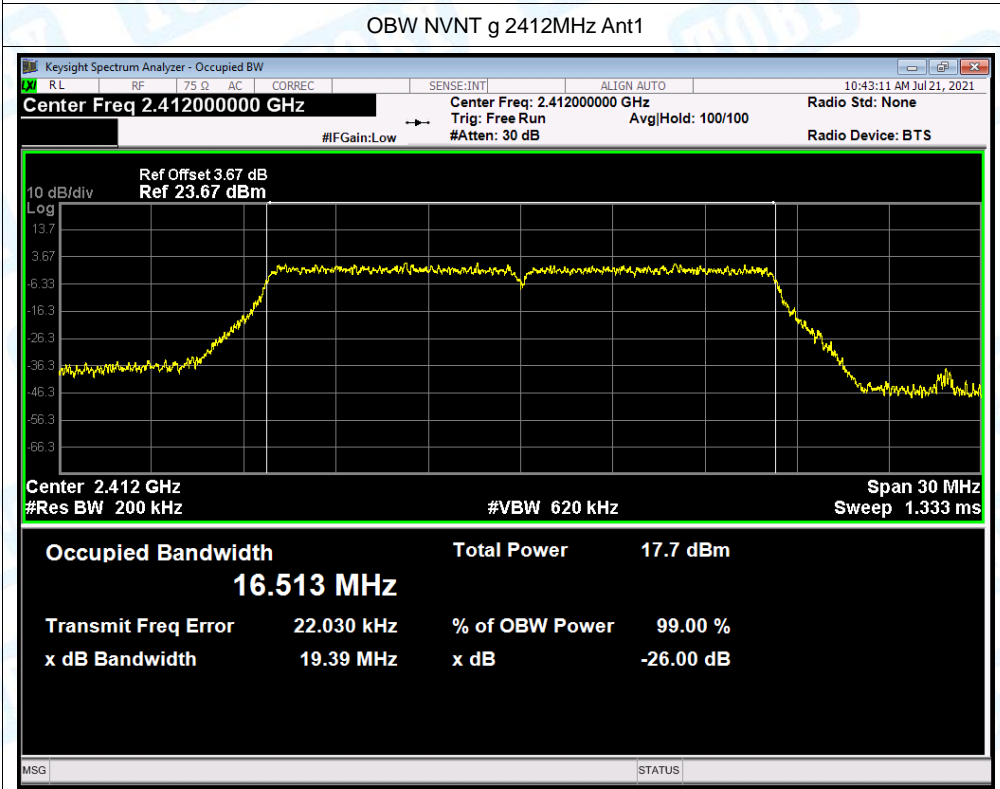 OBW NVNT g 2412MHz Ant1
Keysight Spectrum Analyzer - Occupied BW
LXI RL RF 75 Ω AC CORREC SENSE:INT ALIGN AUTO 10:43:11 AM Jul 21, 2021
Center Freq 2.412000000 GHz Center Freq: 2.412000000 GHz Radio Std: None
Trig: Free Run Avg|Hold: 100/100
#IFGain:Low #Atten: 30 dB Radio Device: BTS
Ref Offset 3.67 dB
10 dB/div Ref 23.67 dBm
Log
13.7
3.67
-6.33
-16.3
-26.3
-36.3
-46.3
-56.3
-66.3
Center 2.412 GHz Span 30 MHz
#Res BW 200 kHz #VBW 620 kHz Sweep 1.333 ms
Occupied Bandwidth Total Power 17.7 dBm
16.513 MHz
Transmit Freq Error 22.030 kHz % of OBW Power 99.00 %
x dB Bandwidth 19.39 MHz x dB -26.00 dB
MSG STATUS